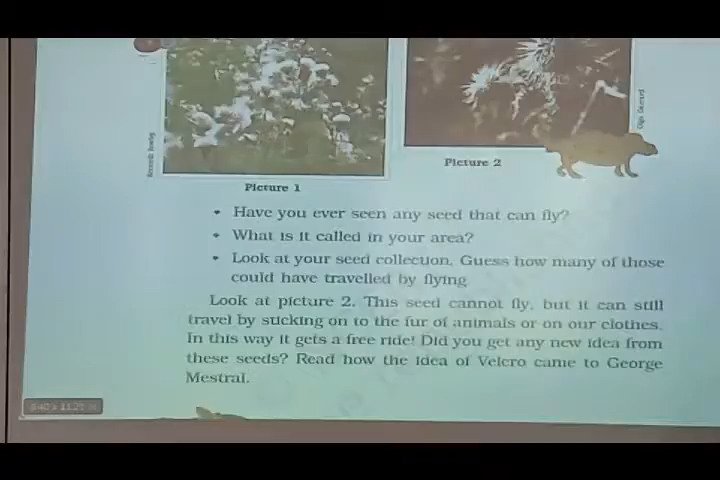 Picture 1
Picture 2
• Have you ever seen any seed that can fly?
• What is it called in your area?
• Look at your seed collection. Guess how many of those
could have travelled by flying
Look at picture 2. This seed cannot fly, but it can still
travel by sticking on to the fur of animals or on our clothes.
In this way it gets a free ride! Did you get any new idea from
these seeds? Read how the idea of Velcro came to George
Mestral.